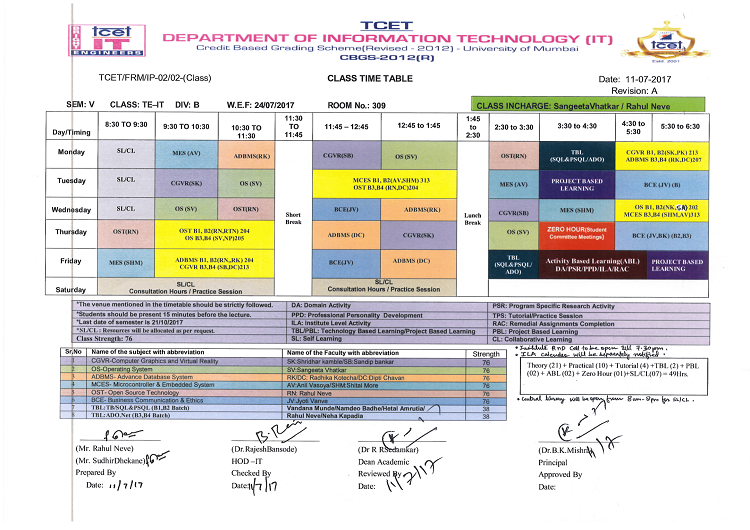 tcet
IT
ENGINEERS
TCET
DEPARTMENT OF INFORMATION TECHNOLOGY (IT)
Credit Based Grading Scheme(Revised - 2012) - University of Mumbai
CBGS-2012(R)
tcet
Estd. 2001
TCET/FRM/IP-02/02-(Class)
CLASS TIME TABLE
Date: 11-07-2017
Revision: A
SEM: V CLASS: TE-IT DIV: B W.E.F: 24/07/2017 ROOM No.: 309
CLASS INCHARGE: SangeetaVhatkar / Rahul Neve
Day/Timing 8:30 TO 9:30 9:30 TO 10:30 10:30 TO 11:30 11:30 TO 11:45 11:45 – 12:45 12:45 to 1:45 1:45 to 2:30 2:30 to 3:30 3:30 to 4:30 4:30 to 5:30 5:30 to 6:30
Monday SL/CL MES (AV) ADBMS(RK) CGVR(SB) OS (SV) OST(RN) TBL (SQL&PSQL/ADO) CGVR B1, B2(SK,PK) 213
ADBMS B3,B4 (RK,DC)207
Tuesday SL/CL CGVR(SK) OS (SV) MCES B1, B2(AV,SHM) 313
OST B3,B4 (RN,DC)204
MES (AV) PROJECT BASED LEARNING BCE (JV) (B)
Wednesday SL/CL OS (SV) OST(RN) BCE(JV) ADBMS(RK) CGVR(SB) MES (SHM) OS B1, B2(NK, 202
MCES B3,B4 (SHM,AV)313
Short Break
Lunch Break
Thursday OST(RN) OST B1, B2(RN,RTN) 204
OS B3,B4 (SV,NP)205
ADBMS (DC) CGVR(SK) OS (SV) ZERO HOUR(Student Committee Meetings) BCE (JV,BK) (B2,B3)
Friday MES (SHM) ADBMS B1, B2(RN,RK) 204
CGVR B3,B4 (SB,DC)213
BCE(JV) ADBMS (DC) TBL (SQL&PSQL/ ADO) Activity Based Learning(ABL)
DA/PSR/PPD/ILA/RAC
PROJECT BASED LEARNING
Saturday SL/CL
Consultation Hours / Practice Session
SL/CL
Consultation Hours / Practice Session
*The venue mentioned in the timetable should be strictly followed. DA: Domain Activity PSR: Program Specific Research Activity
*Students should be present 15 minutes before the lecture. PPD: Professional Personality Development TPS: Tutorial/Practice Session
*Last date of semester is 21/10/2017 ILA: Institute Level Activity RAC: Remedial Assignments Completion
*SL/CL: Resources will be allocated as per request. TBL/PBL: Technology Based Learning/Project Based Learning PBL: Project Based Learning
Class Strength: 76 SL: Self Learning CL: Collaborative Learning
Sr.No Name of the subject with abbreviation Name of the Faculty with abbreviation Strength
1 CGVR-Computer Graphics and Virtual Reality SK:Shridhar kamble/SB:Sandip bankar 76
2 OS-Operating System SV:Sangeeta Vhatkar 76
3 ADBMS- Advance Database System RK/DC: Radhika Kotecha/DC:Dipti Chavan 76
4 MCES- Microcontroller & Embedded System AV:Anil Vasoya/SHM:Shital More 76
5 OST- Open Source Technology RN: Rahul Neve 76
6 BCE- Business Communication & Ethics JV:Jyoti Vanve 76
7 TBL:TB/SQL&PSQL (B1,B2 Batch) Vandana Munde/Namdeo Badhe/Hetal Amrutia/ 38
TBL:ADO.Net (B3,B4 Batch) Rahul Neve/Neha Kapadia 38
* Institute R&D Cell to be open till 7:30pm.
* ILA calendar will be separately notified.
Theory (21) + Practical (10) + Tutorial (4) +TBL (2) + PBL
(02) + ABL (02) + Zero Hour (01)+SL/CL(07) = 49Hrs.
* Central library will be open from 8am-8pm for SL/CL.
(Mr. Rahul Neve)
(Mr. SudhirDhekane)
Prepared By
Date: 11/7/17
(Dr.RajeshBansode)
HOD –IT
Checked By
Date:11/7/17
(Dr R RSedamkar)
Dean Academic
Reviewed By
Date: 11/7/17
(Dr.B.K.Mishra)
Principal
Approved By
Date:
11/7/17